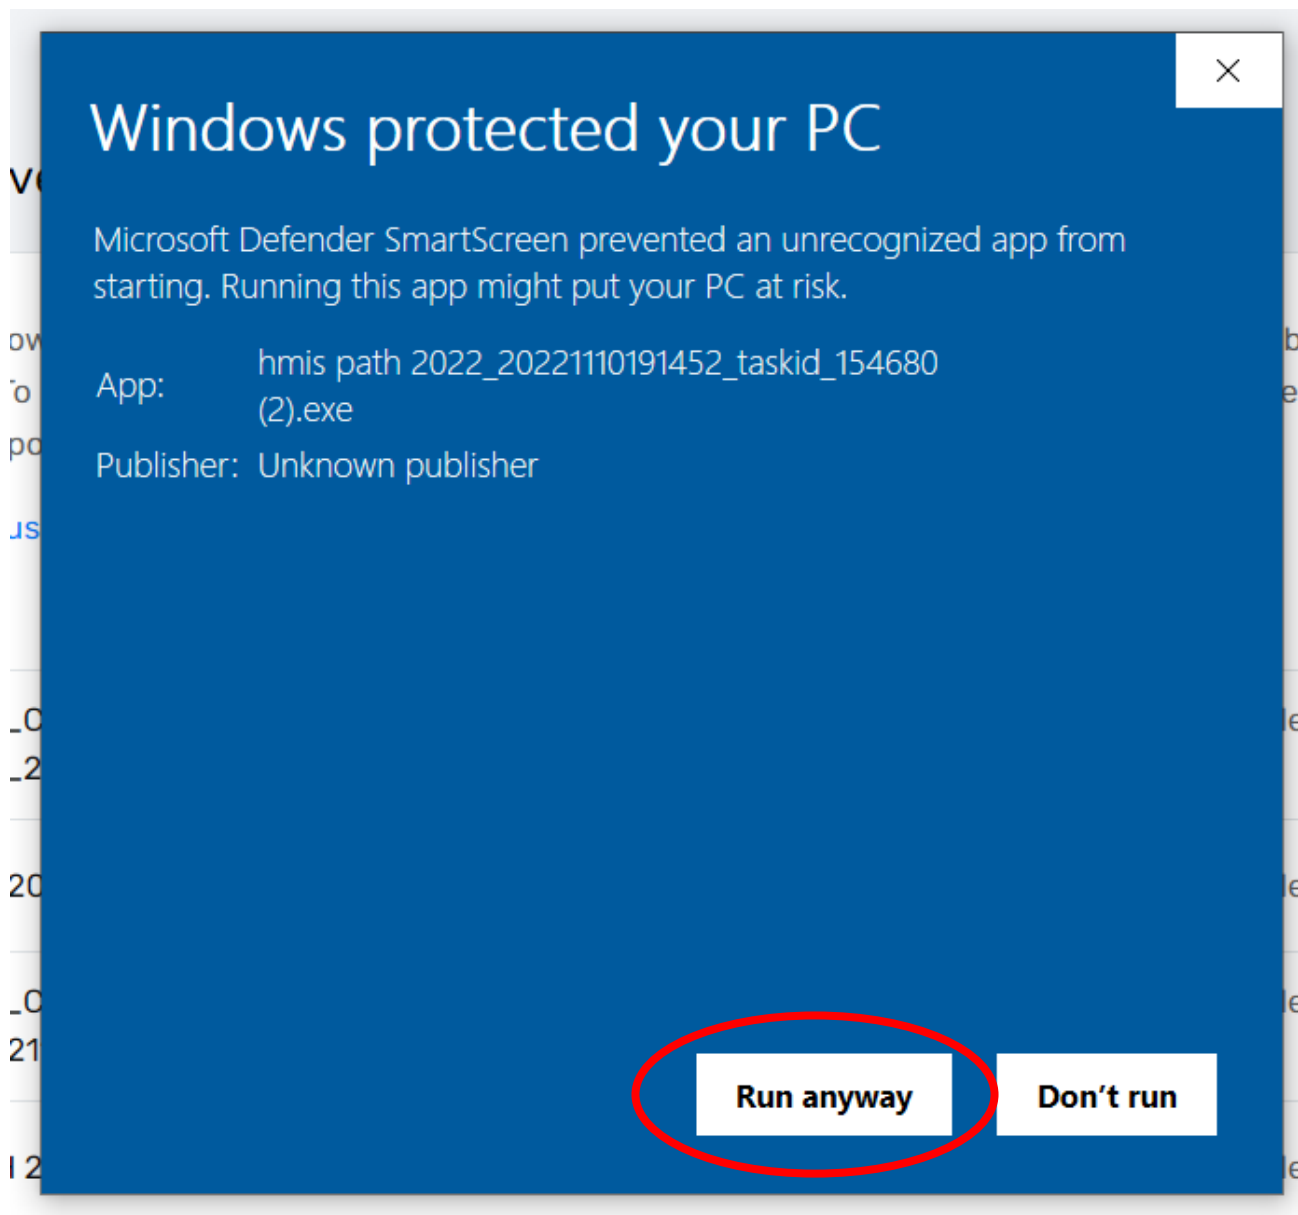 Windows protected your PC
Microsoft Defender SmartScreen prevented an unrecognized app from
starting. Running this app might put your PC at risk.
App: hmis path 2022_20221110191452_taskid_154680
(2).exe
Publisher: Unknown publisher
Run anyway Don't run